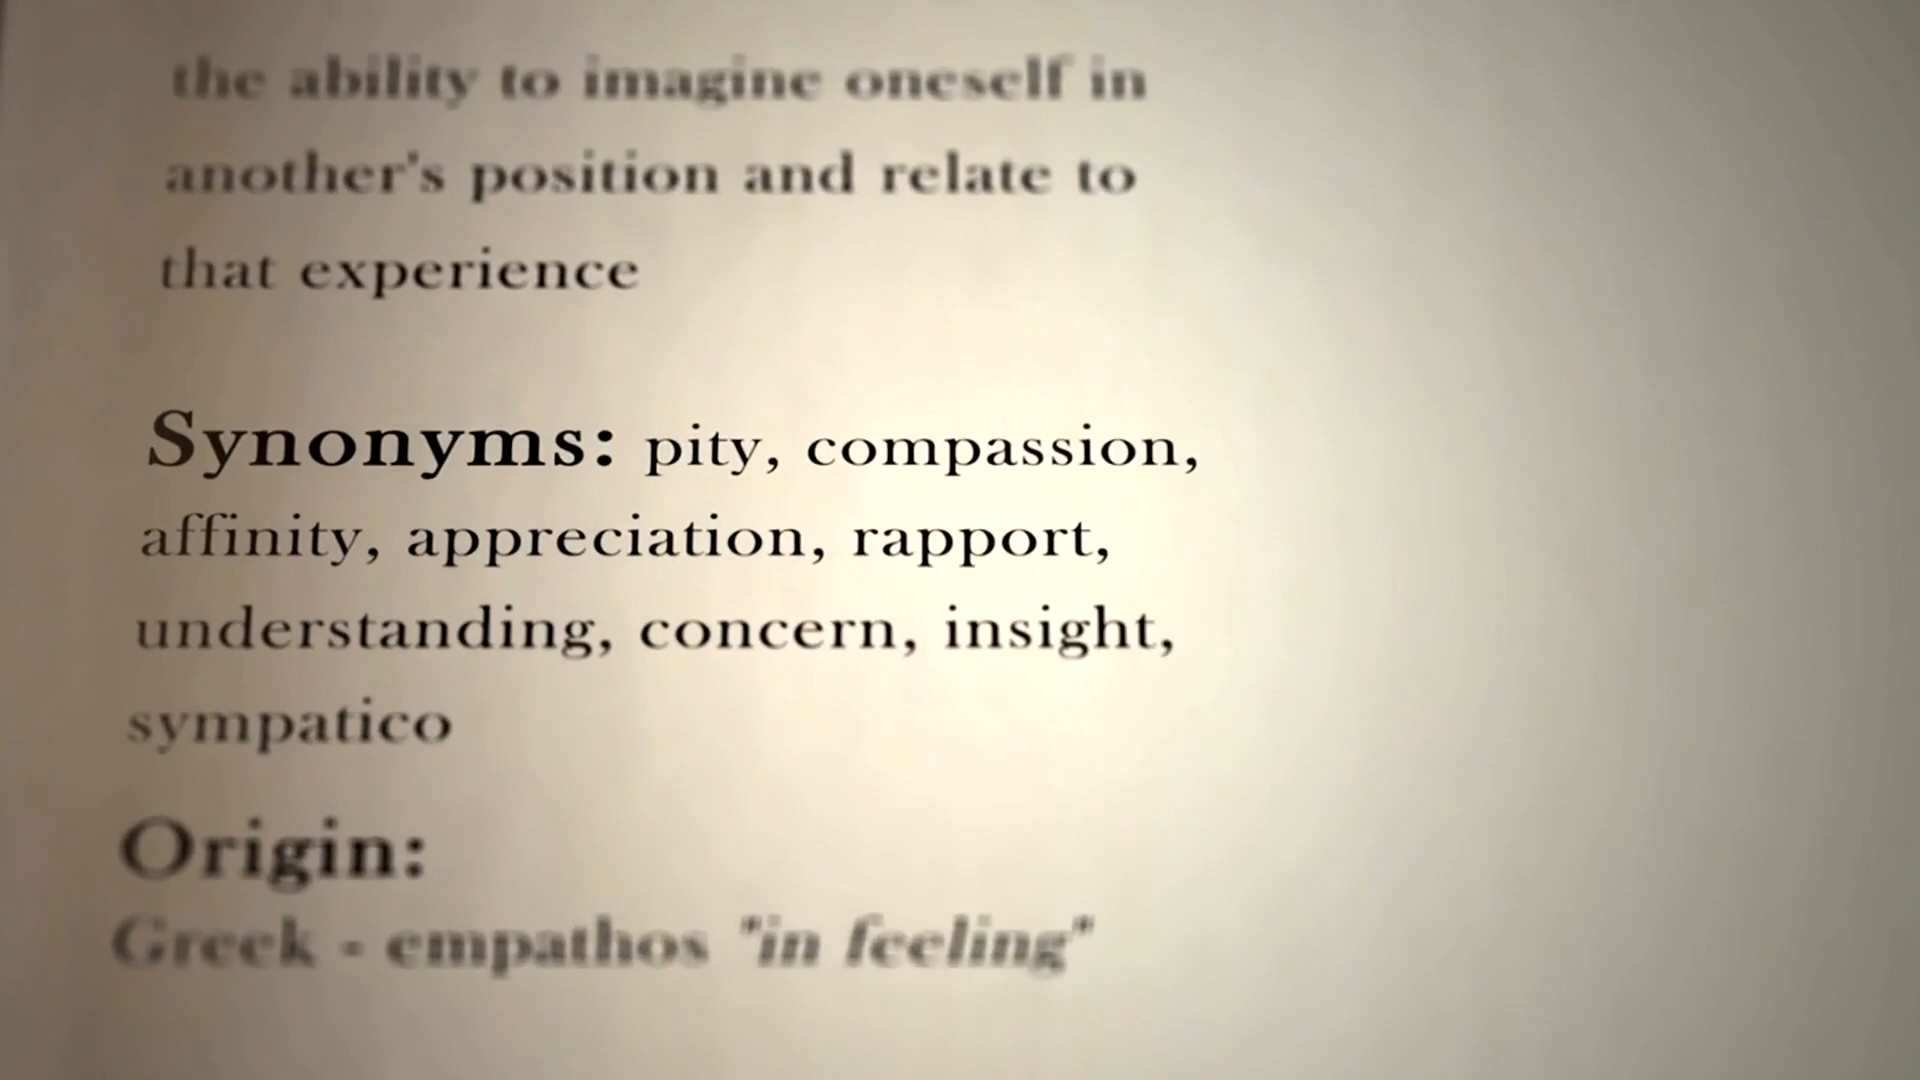 the ability to imagine oneself in
another's position and relate to
that experience
Synonyms: pity, compassion,
affinity, appreciation, rapport,
understanding, concern, insight,
sympatico
Origin:
Greek - empathos "in feeling"